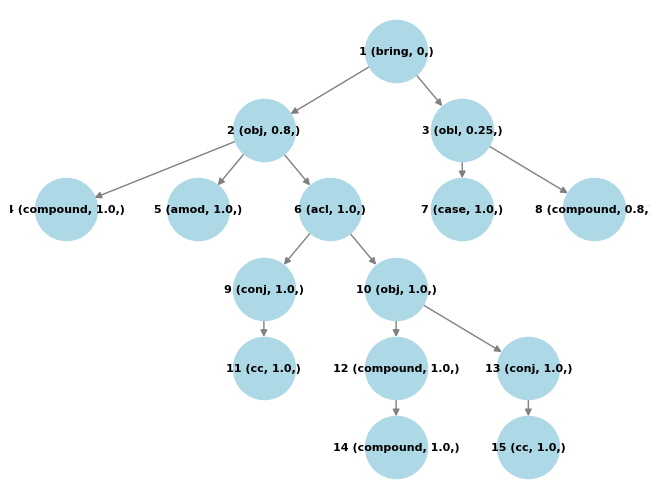 1 (bring, 0,)
2 (obj, 0.8,)
3 (obl, 0.25,)
4 (compound, 1.0,)
5 (amod, 1.0,)
6 (acl, 1.0,)
7 (case, 1.0,)
8 (compound, 0.8,)
9 (conj, 1.0,)
10 (obj, 1.0,)
11 (cc, 1.0,)
12 (compound, 1.0,)
13 (conj, 1.0,)
14 (compound, 1.0,)
15 (cc, 1.0,)